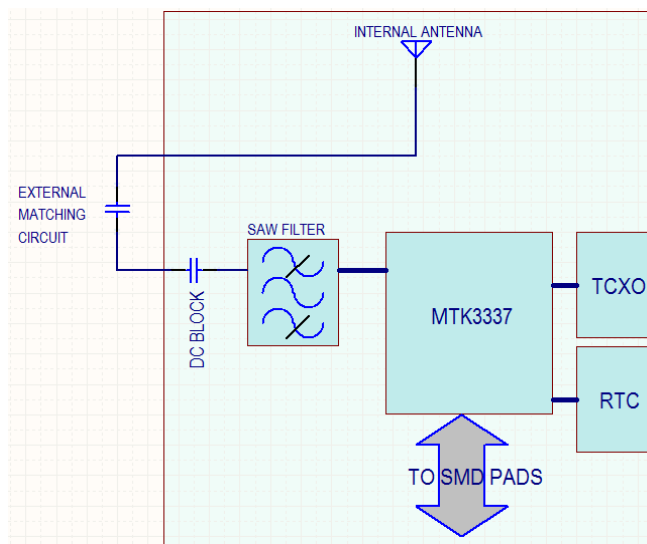 INTERNAL ANTENNA
EXTERNAL
MATCHING
CIRCUIT
SAW FILTER
DC BLOCK
MTK3337
TCXO
RTC
TO SMD PADS